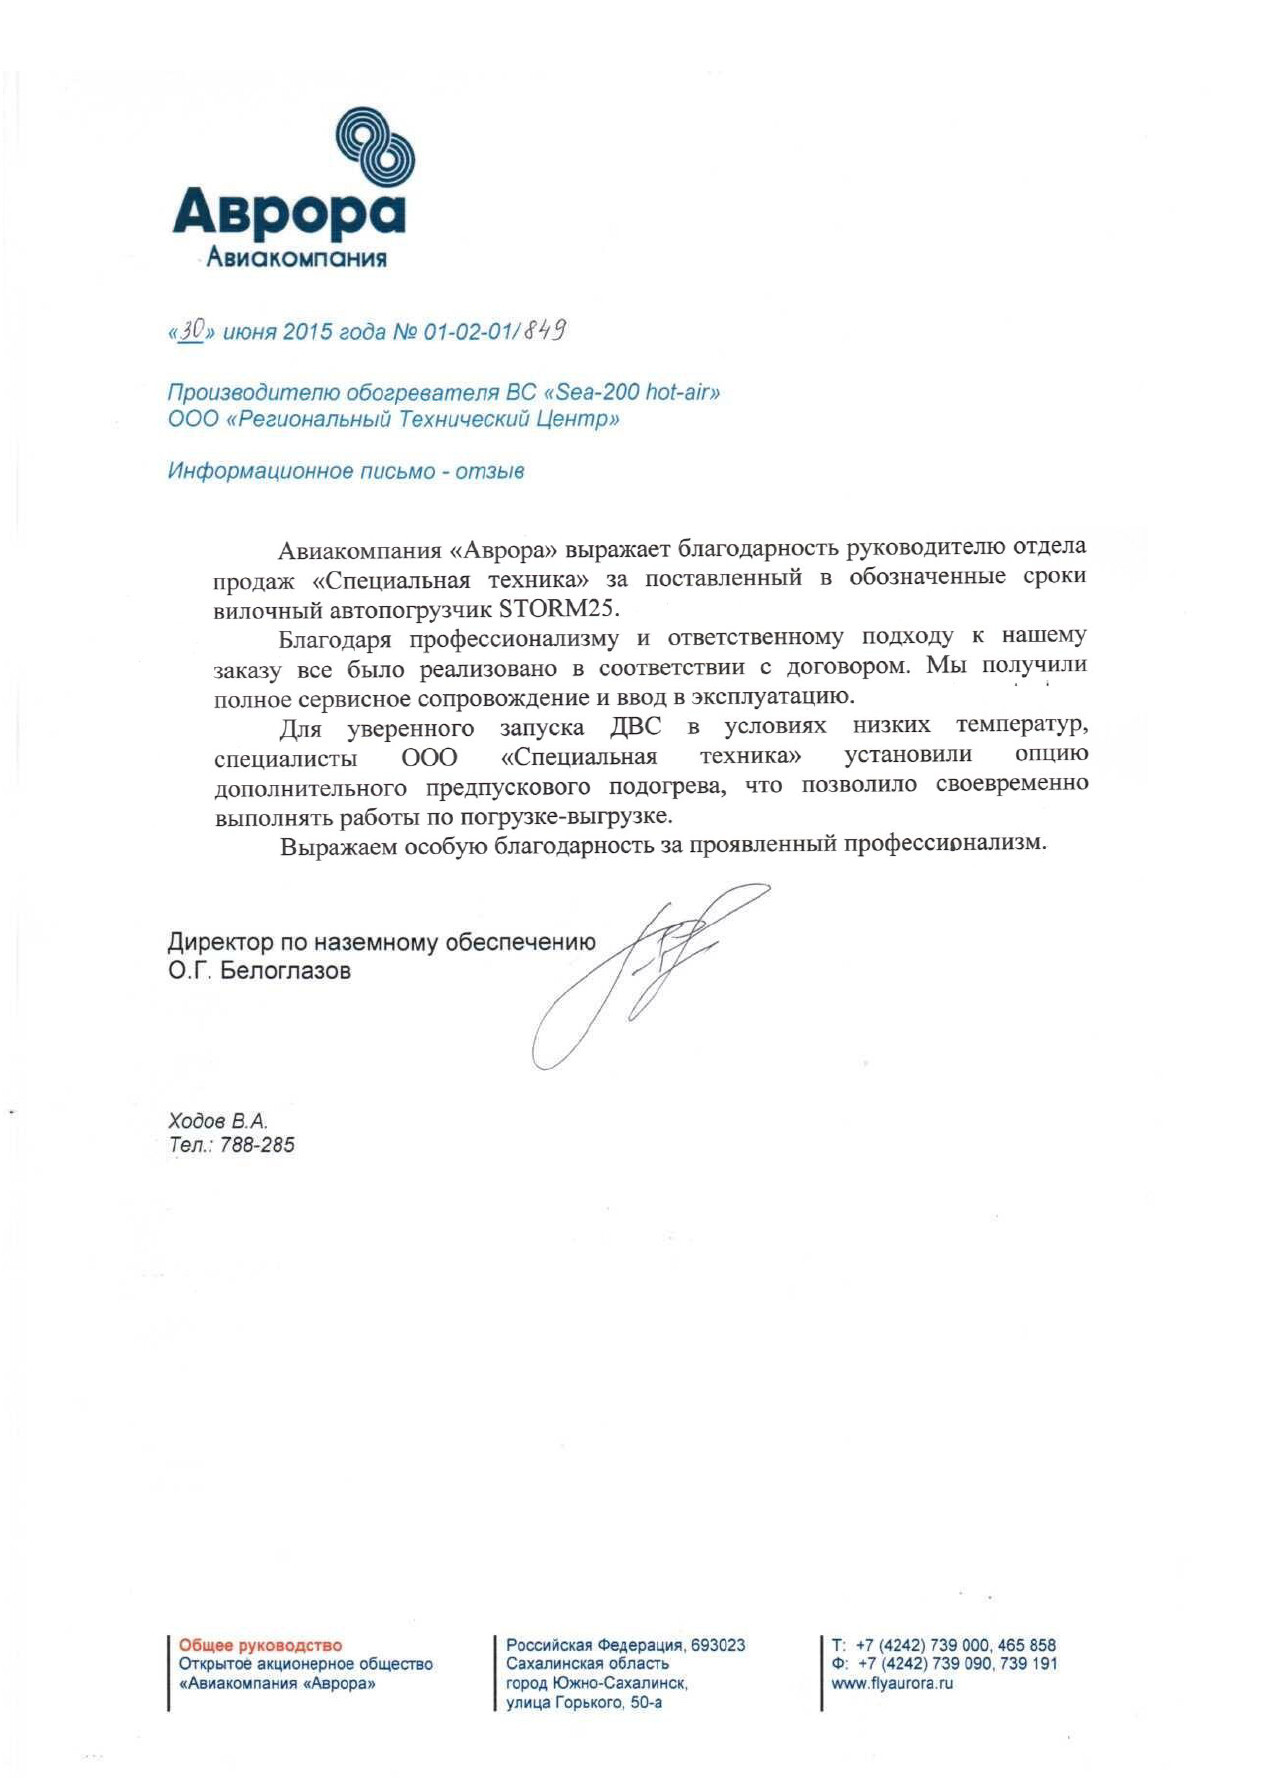 Аврора
Авиакомпания
«30» июня 2015 года № 01-02-01/849
Производителю обогревателя ВС «Sea-200 hot-air»
ООО «Региональный Технический Центр»
Информационное письмо - отзыв
Авиакомпания «Аврора» выражает благодарность руководителю отдела
продаж «Специальная техника» за поставленный в обозначенные сроки
вилочный автопогрузчик STORM25.
Благодаря профессионализму и ответственному подходу к нашему
заказу все было реализовано в соответствии с договором. Мы получили
полное сервисное сопровождение и ввод в эксплуатацию.
Для уверенного запуска ДВС в условиях низких температур,
специалисты ООО «Специальная техника» установили опцию
дополнительного предпускового подогрева, что позволило своевременно
выполнять работы по погрузке-выгрузке.
Выражаем особую благодарность за проявленный профессионализм.
Директор по наземному обеспечению
О.Г. Белоглазов
Ходов В.А.
Тел.: 788-285
Общее руководство
Открытое акционерное общество
«Авиакомпания «Аврора»
Российская Федерация, 693023
Сахалинская область
город Южно-Сахалинск,
улица Горького, 50-а
Т: +7 (4242) 739 000, 465 858
Ф: +7 (4242) 739 090, 739 191
www.flyaurora.ru